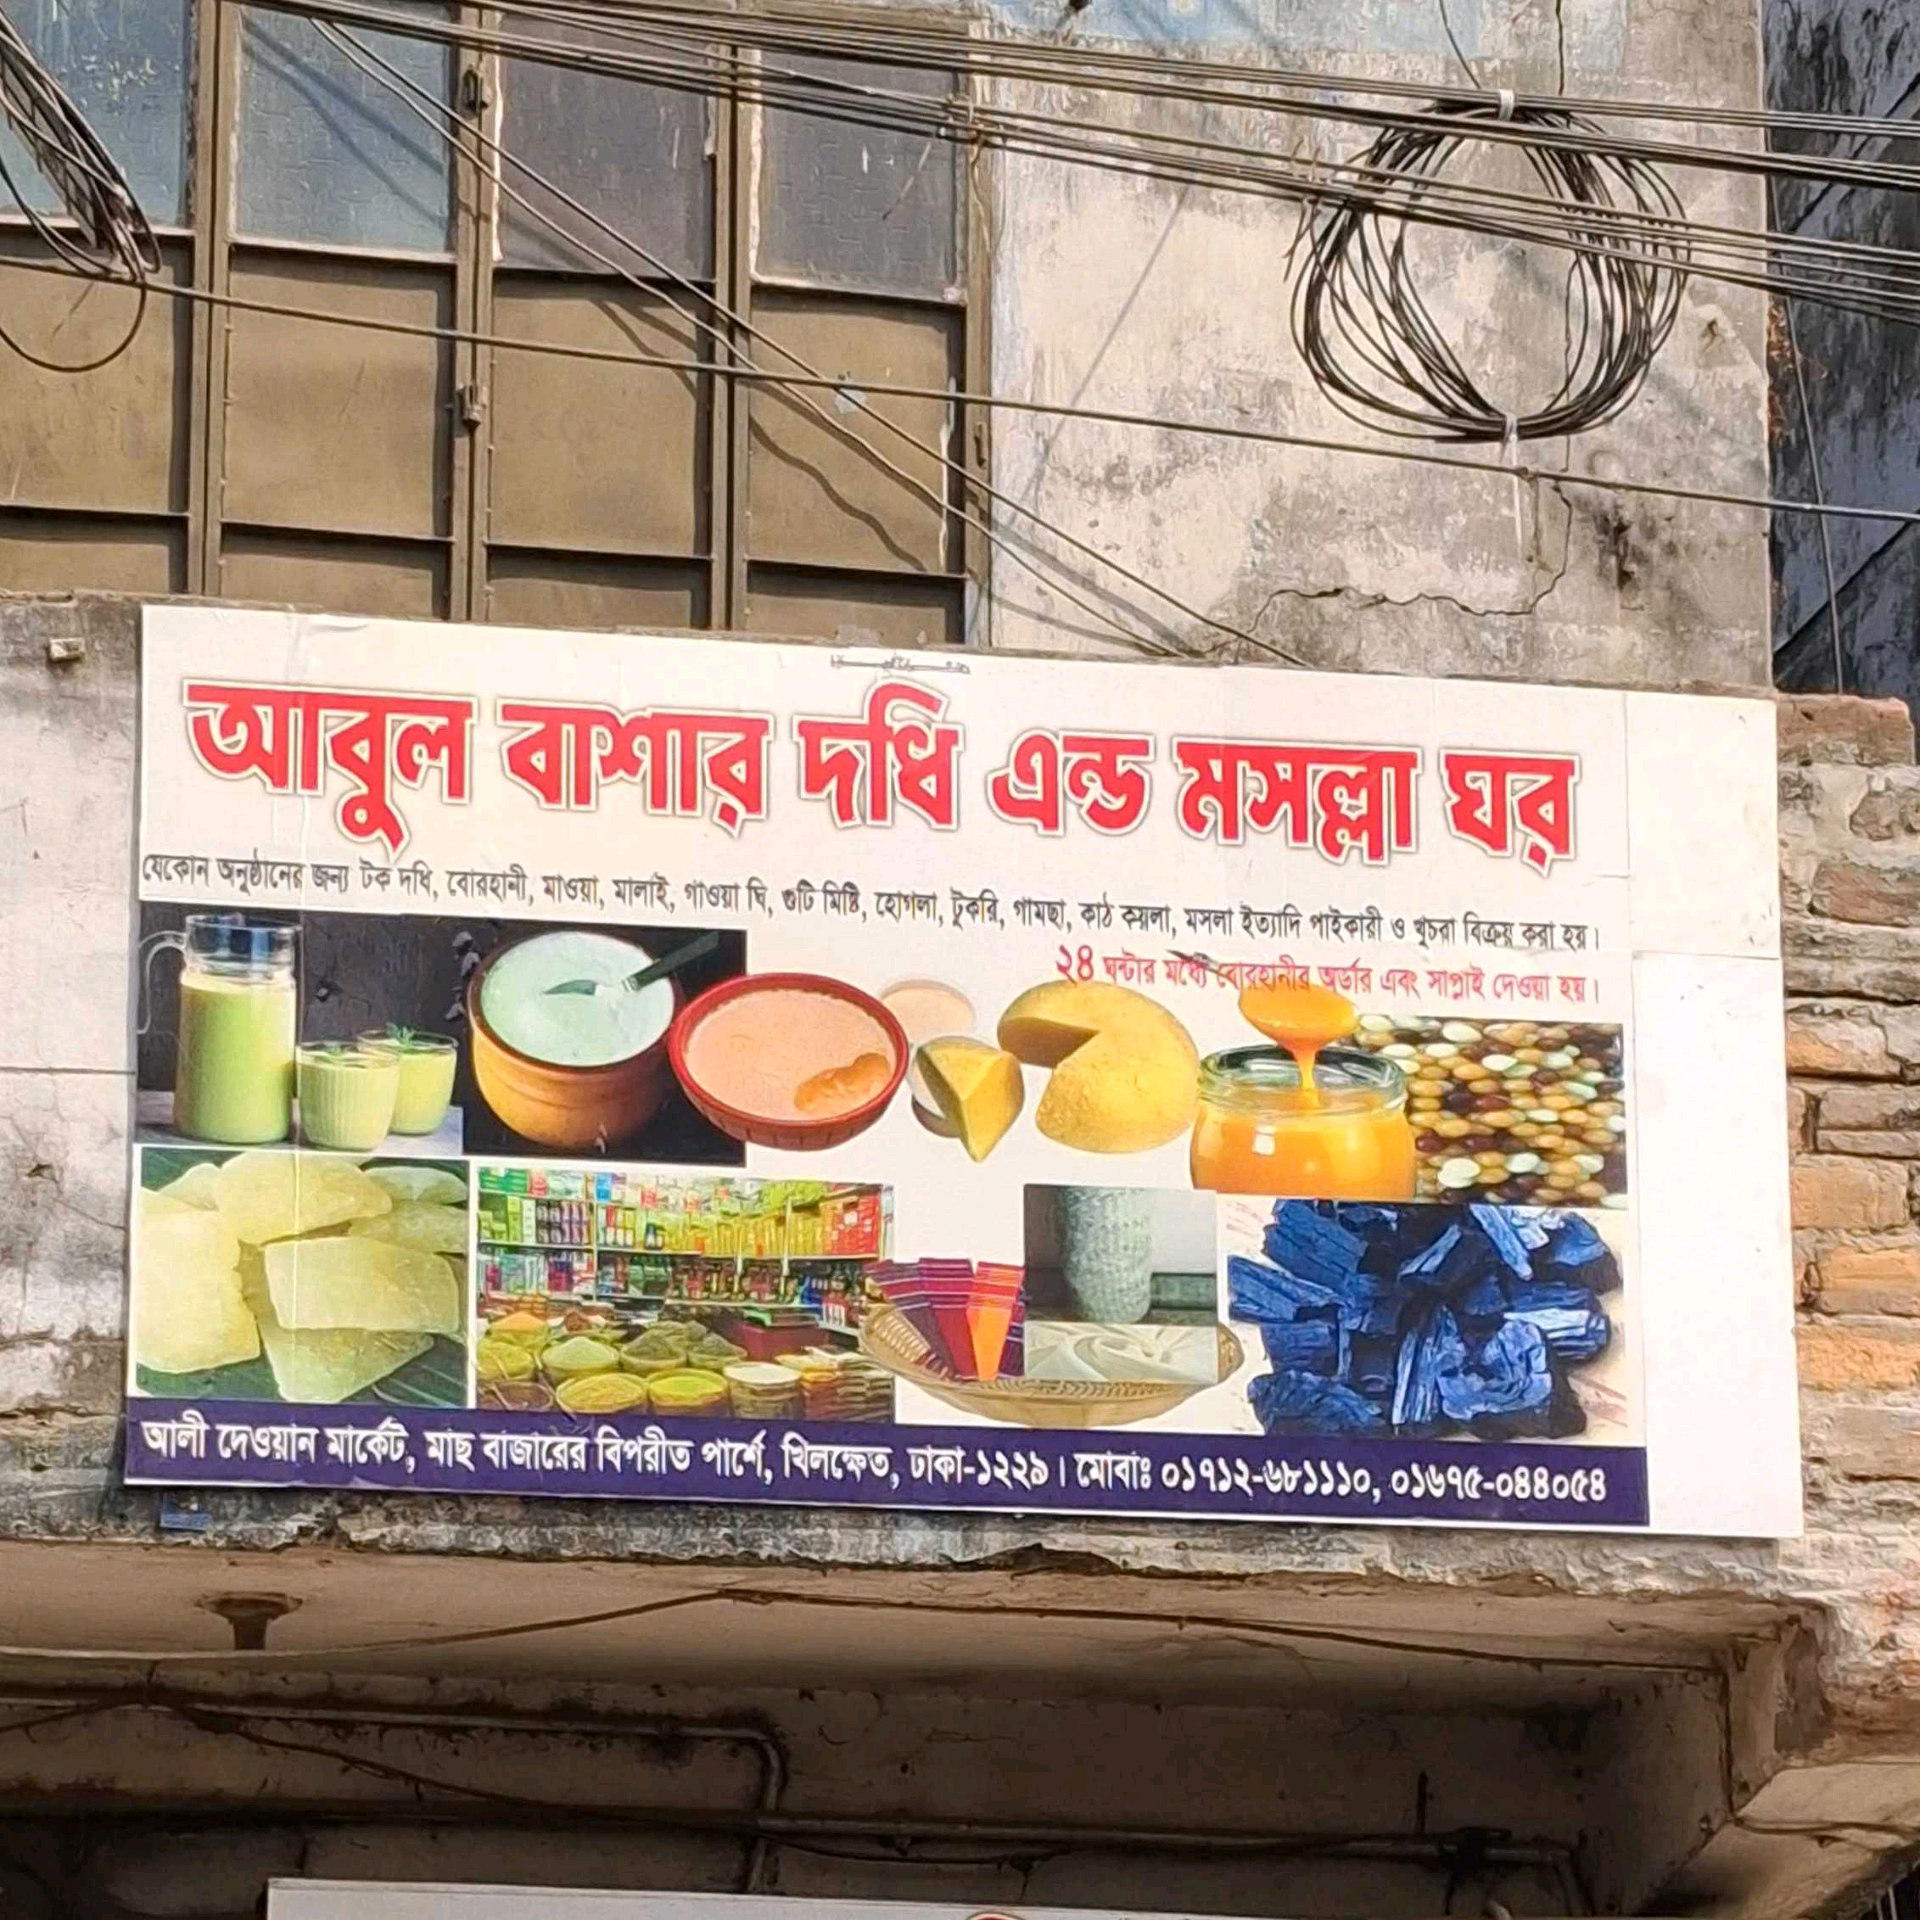 আবুল বাশার দধি এন্ড মসল্লা ঘর
যেকোন অনুষ্ঠানের জন্য টক দধি, বোরহানী, মাওয়া, মালাই, গাওয়া ঘি, গুটি মিষ্টি, হোগলা, টুকরি, গামছা, কাঠ কয়লা, মসলা ইত্যাদি পাইকারী ও খুচরা বিক্রয় করা হয়।
২৪ ঘন্টার মধ্যে বোরহানীর অর্ডার এবং সাপ্লাই দেওয়া হয়।
আলী দেওয়ান মার্কেট, মাছ বাজারের বিপরীত পার্শে, খিলক্ষেত, ঢাকা-১২২৯। মোবাঃ ০১৭১২-৬৮১১১০, ০১৬৭৫-০৪৪০৫৪